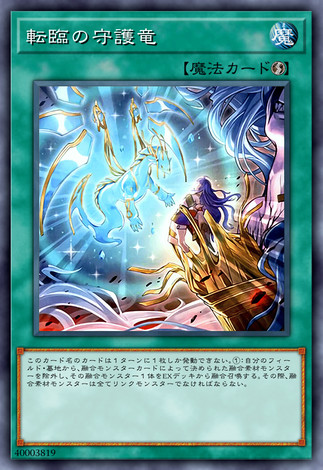 転臨の守護竜
魔
【魔法カード】
このカード名のカードは1ターンに1枚しか発動できない。①:自分のフィー
ルド・墓地から、融合モンスターカードによって決められた融合素材モンスター
を除外し、その融合モンスター1体をEXデッキから融合召喚する。その際、融
合素材モンスターは全てリンクモンスターでなければならない。
40003819